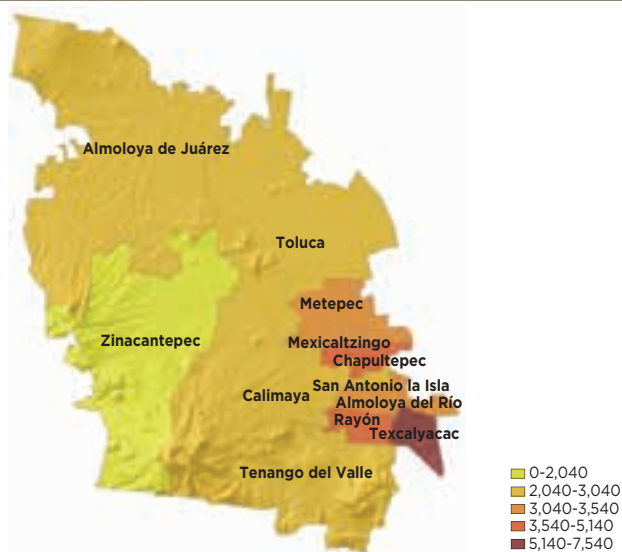 Almoloya de Juárez
Toluca
Metepec
Zinacantepec
Mexicaltzingo
Chapultepec
San Antonio la Isla
Calimaya
Almoloya del Río
Rayón
Texcalyacac
Tenango del Valle
0-2,040
2,040-3,040
3,040-3,540
3,540-5,140
5,140-7,540